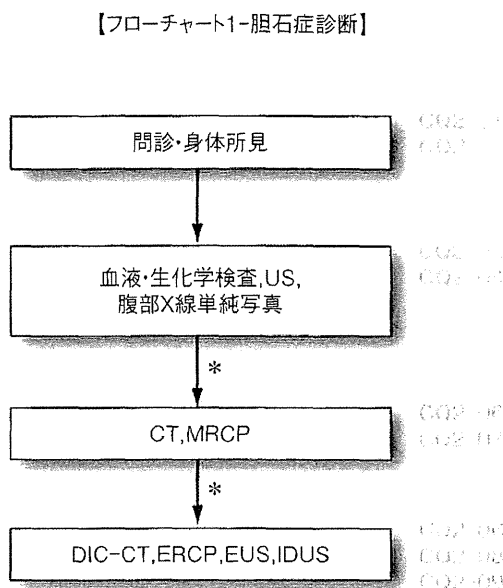 【フローチャート1-胆石症診断】
問診・身体所見
血液・生化学検査,US,
腹部X線単純写真
*
CT,MRCP
*
DIC-CT,ERCP,EUS,IDUS